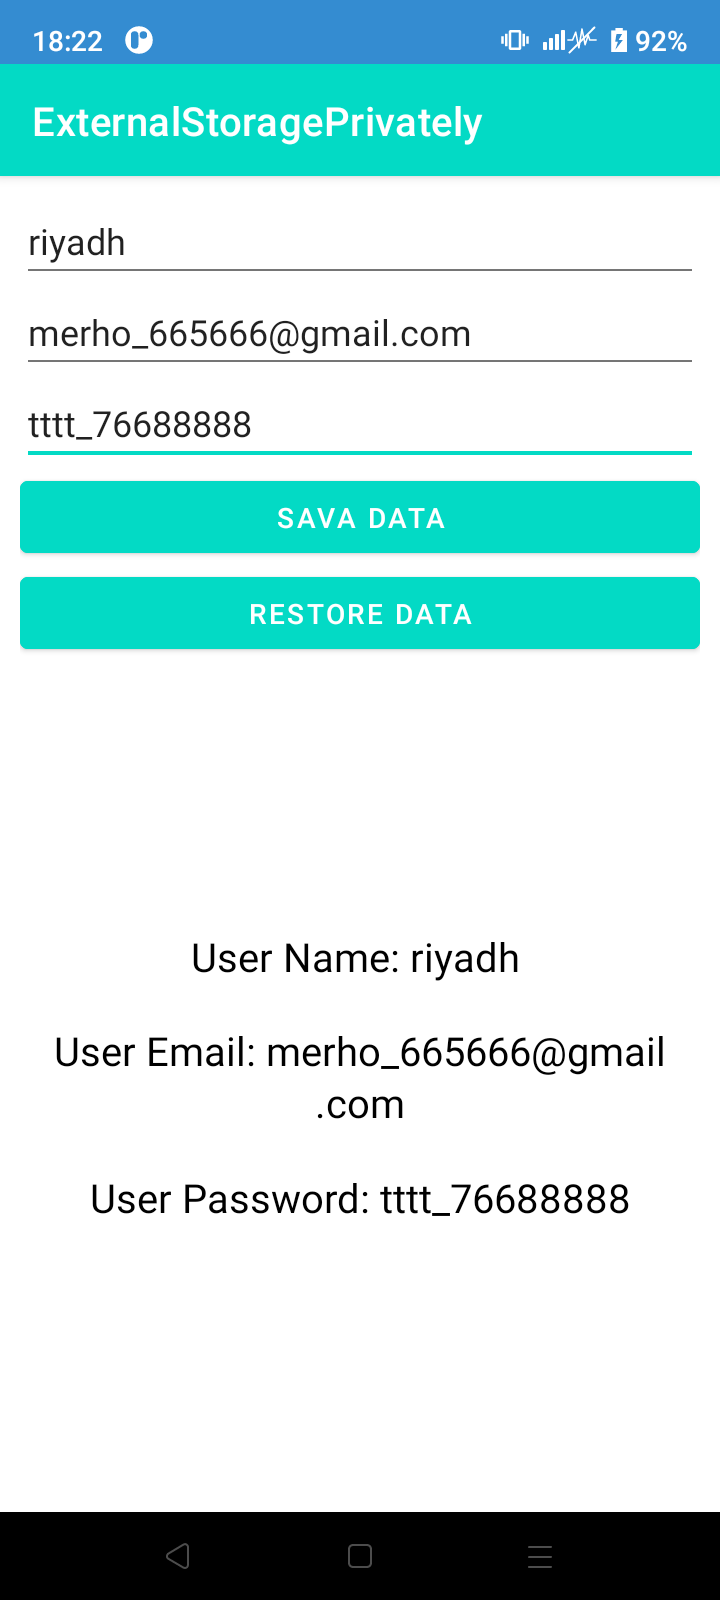 18:22 92%
ExternalStoragePrivately
riyadh
merho_665666@gmail.com
tttt_76688888
SAVA DATA
RESTORE DATA
User Name: riyadh
User Email: merho_665666@gmail
.com
User Password: tttt_76688888